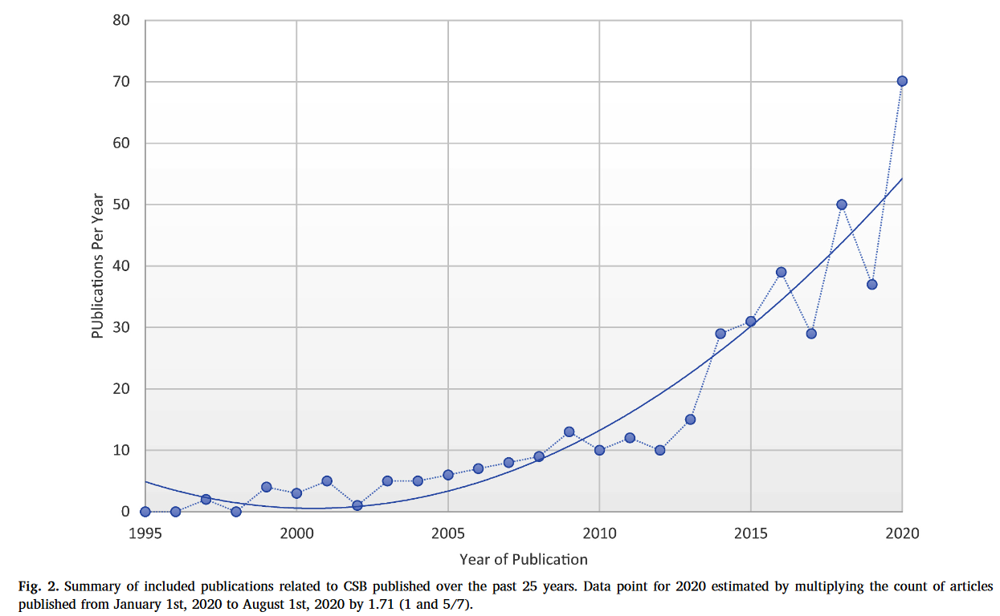 80
70
60
50
40
30
20
10
0
PUblications Per Year
1995 2000 2005 2010 2015 2020
Year of Publication
Fig. 2. Summary of included publications related to CSB published over the past 25 years. Data point for 2020 estimated by multiplying the count of articles
published from January 1st, 2020 to August 1st, 2020 by 1.71 (1 and 5/7).